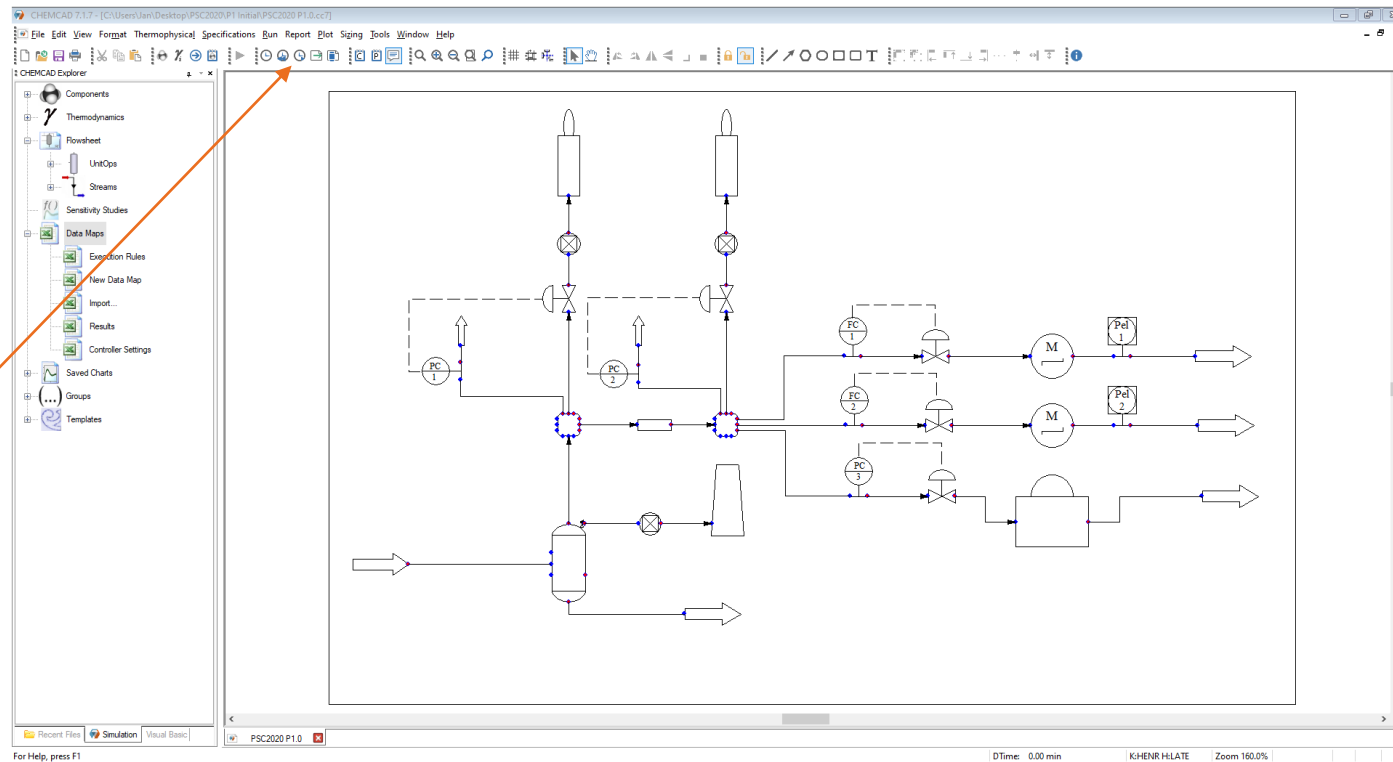 CHEMCAD 7.1.7 - [C:\Users\Jan\Desktop\PSC2020\P1 Initial\PSC2020 P1.0.cc7]
File Edit View Format Thermophysical Specifications Run Report Plot Sizing Tools Window Help
CHEMCAD Explorer
Components
Thermodynamics
Flowsheet
UnitOps
Streams
f()
Sensitivity Studies
Data Maps
Execution Rules
New Data Map
Import...
Results
Controller Settings
Saved Charts
(...) Groups
Templates
PC
1
PC
2
FC
1
M
Pel
1
FC
2
M
Pel
2
PC
3
Recent Files Simulation Visual Basic
PSC2020 P1.0
For Help, press F1
DTime: 0.00 min K:HENR H:LATE Zoom 160.0%